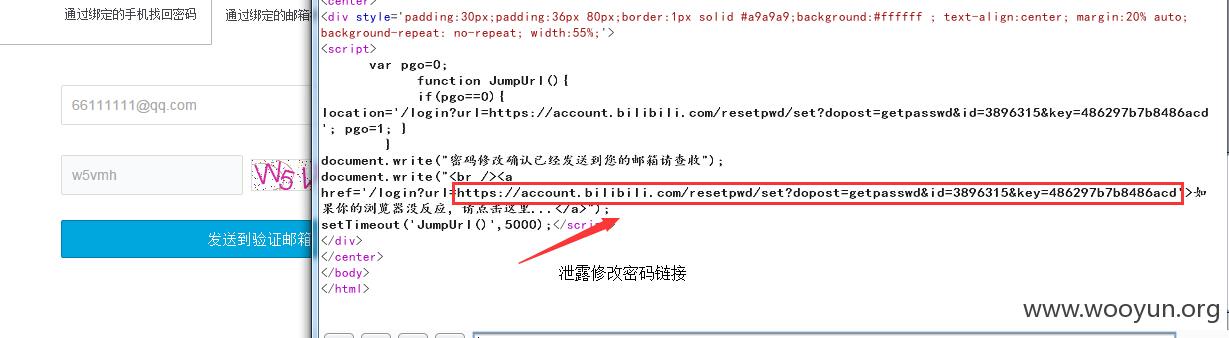 通过绑定的手机找回密码
通过绑定的邮箱
66111111@qq.com
w5vmh
发送到验证邮箱
<center>
<div style='padding:30px;padding:36px 80px;border:1px solid #a9a9a9;background:#ffffff ; text-align:center; margin:20% auto;
background-repeat: no-repeat; width:55%;'>
<script>
var pgo=0;
function JumpUrl(){
if(pgo==0){
location='/login?url=https://account.bilibili.com/resetpwd/set?dopost=getpasswd&id=3896315&key=486297b7b8486acd
'; pgo=1; }
}
document.write("密码修改确认已经发送到您的邮箱请查收");
document.write("<br /><a
href='/login?url=https://account.bilibili.com/resetpwd/set?dopost=getpasswd&id=3896315&key=486297b7b8486acd'>如
果你的浏览器没反应，请点击这里...</a>");
setTimeout('JumpUrl()',5000);</script>
</div>
</center>
</body>
</html>
泄露修改密码链接
www.wooyun.org